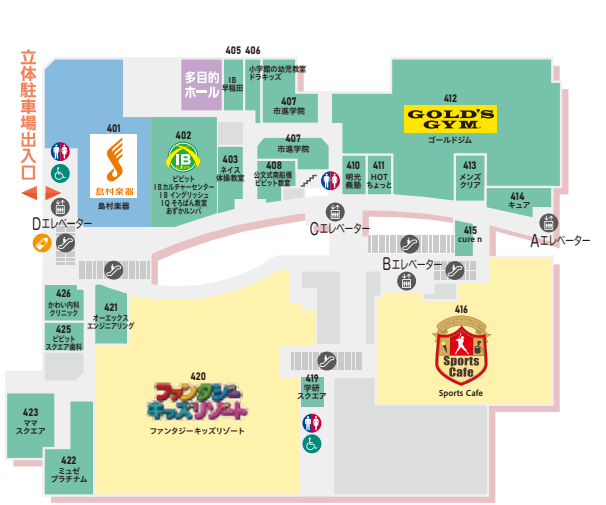 立体駐車場出入口
401
島村楽器
島村楽器
多目的
ホール
405
IB
早稲田
406
小学館の幼児教室
ドラキッズ
407
市進学院
407
市進学院
402
IB
ビビット
IBカルチャーセンター
IB イングリッシュ
IQ そろばん教室
あずかルンバ
403
ネイス
体操教室
408
公文式南船橋
ビビット教室
410
明光
義塾
411
HOT
ちょっと
412
GOLD'S
GYM
ゴールドジム
413
メンズ
クリア
414
キュア
415
cure n
Dエレベーター
Cエレベーター
Bエレベーター
Aエレベーター
426
かわい内科
クリニック
425
ビビット
スクエア歯科
421
オーエックス
エンジニアリング
416
Sports
Cafe
Sports Cafe
420
ファンタジー
キッズリゾート
ファンタジーキッズリゾート
419
学研
スクエア
423
ママ
スクエア
422
ミュゼ
プラチナム